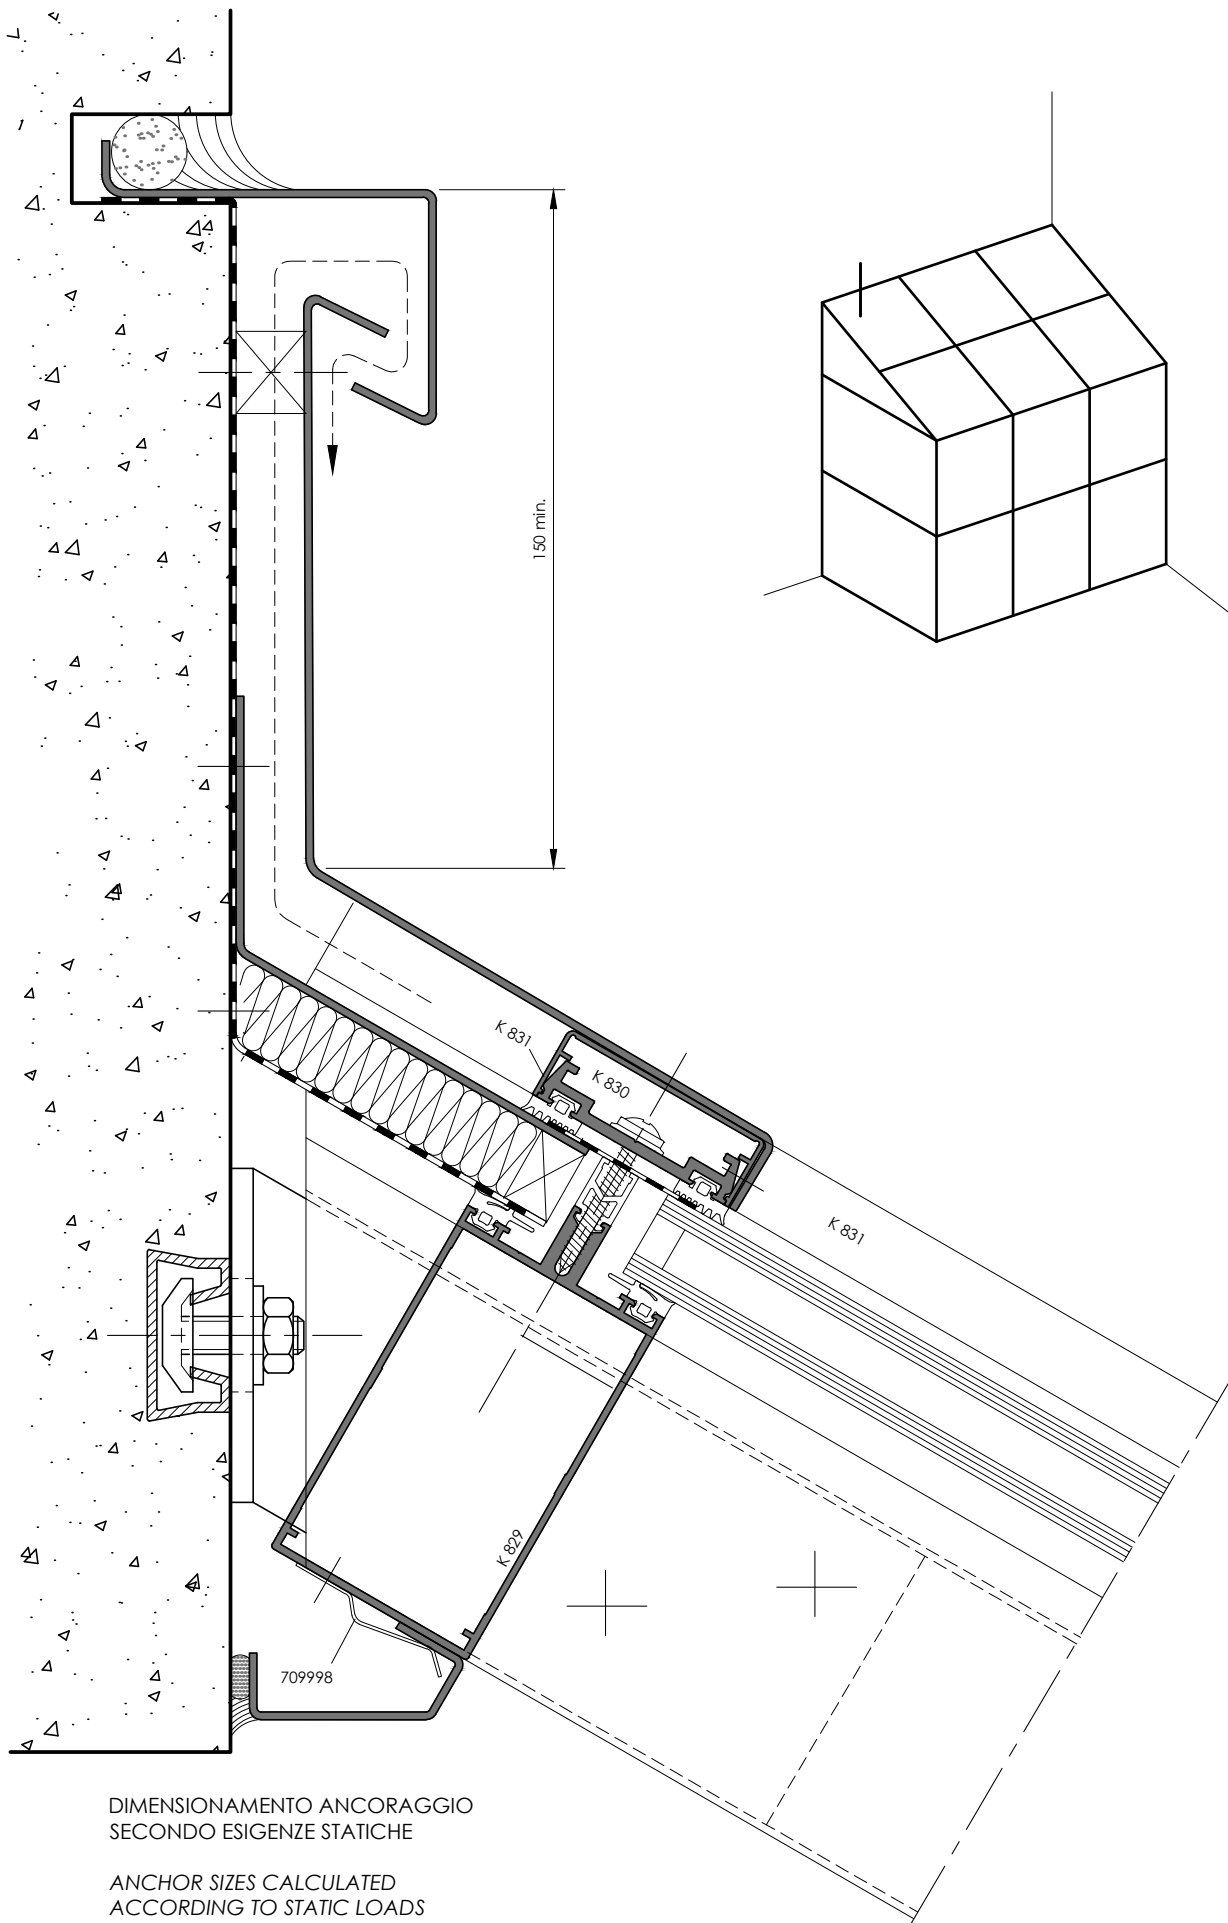 150 min.
K 831
K 830
K 831
K 829
709998
DIMENSIONAMENTO ANCORAGGIO
SECONDO ESIGENZE STATICHE
ANCHOR SIZES CALCULATED
ACCORDING TO STATIC LOADS